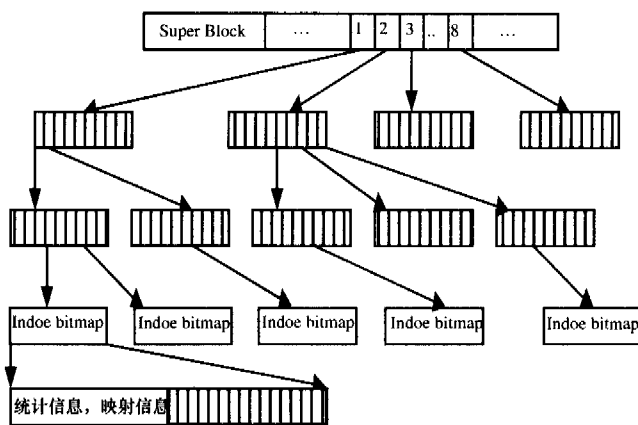 Super Block ... 1 2 3 .. 8 ...
Indoe bitmap Indoe bitmap Indoe bitmap Indoe bitmap Indoe bitmap
统计信息，映射信息